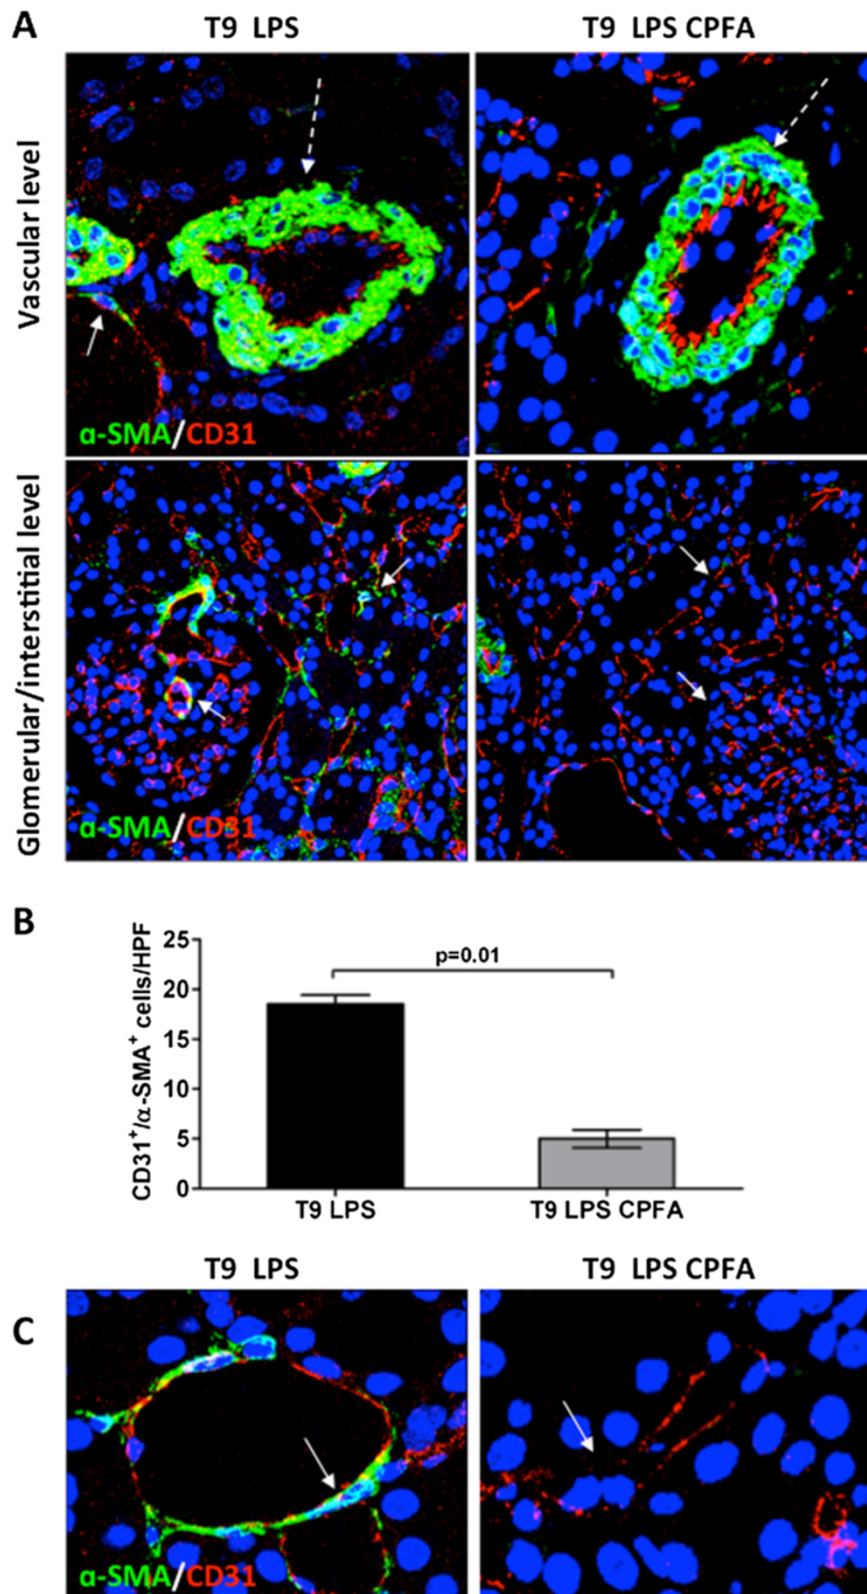 A
T9 LPS
T9 LPS CPFA
Vascular level
α-SMA/CD31
Glomerular/interstitial level
α-SMA/CD31
B
CD31+/α-SMA+ cells/HPF
25
20
15
10
5
0
p=0.01
T9 LPS
T9 LPS CPFA
C
T9 LPS
T9 LPS CPFA
α-SMA/CD31